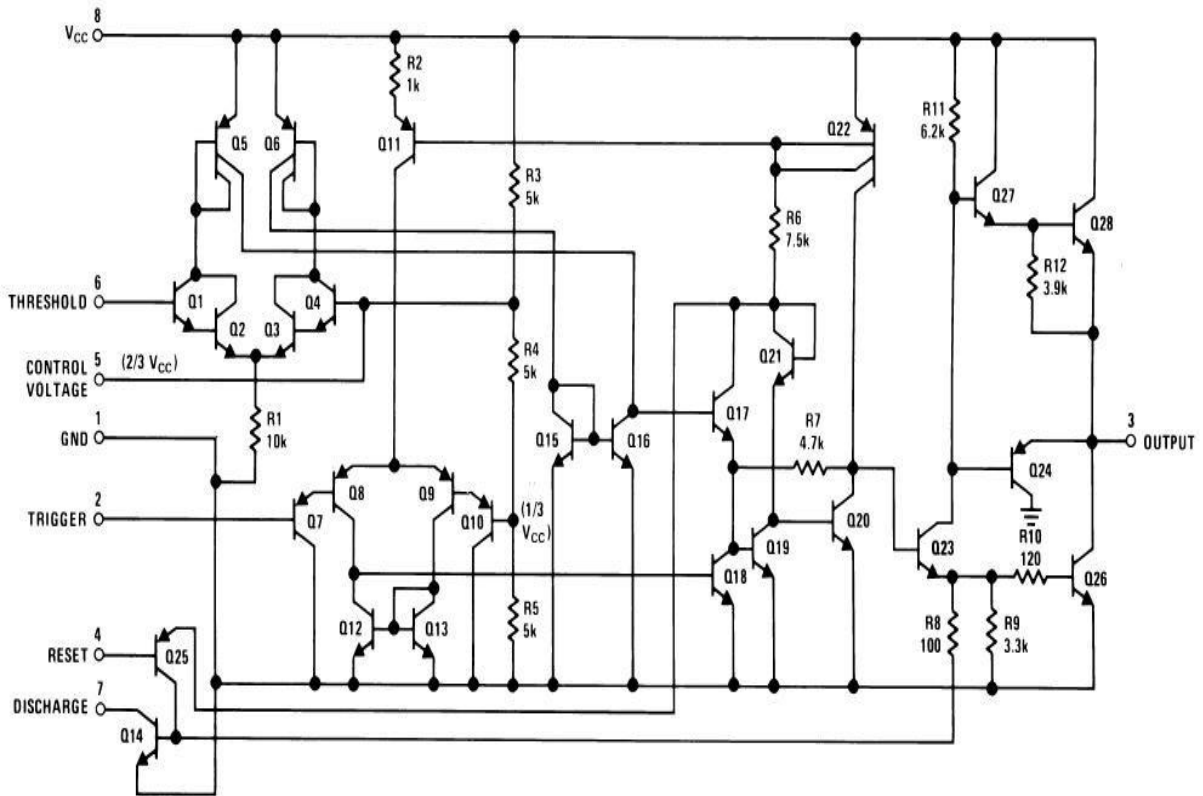 8
VCC
R2
1k
R11
6.2k
Q5
Q6
Q11
Q22
R3
5k
Q27
Q28
R6
7.5k
R12
3.9k
6
THRESHOLD
Q1
Q2
Q3
Q4
5
CONTROL
VOLTAGE
(2/3 VCC)
R4
5k
Q21
1
GND
R1
10k
Q15
Q16
Q17
R7
4.7k
3
OUTPUT
2
TRIGGER
Q7
Q8
Q9
Q10
(1/3
VCC)
Q24
Q18
Q19
Q20
Q23
R10
120
Q26
Q12
Q13
R5
5k
R8
100
R9
3.3k
4
RESET
Q25
7
DISCHARGE
Q14